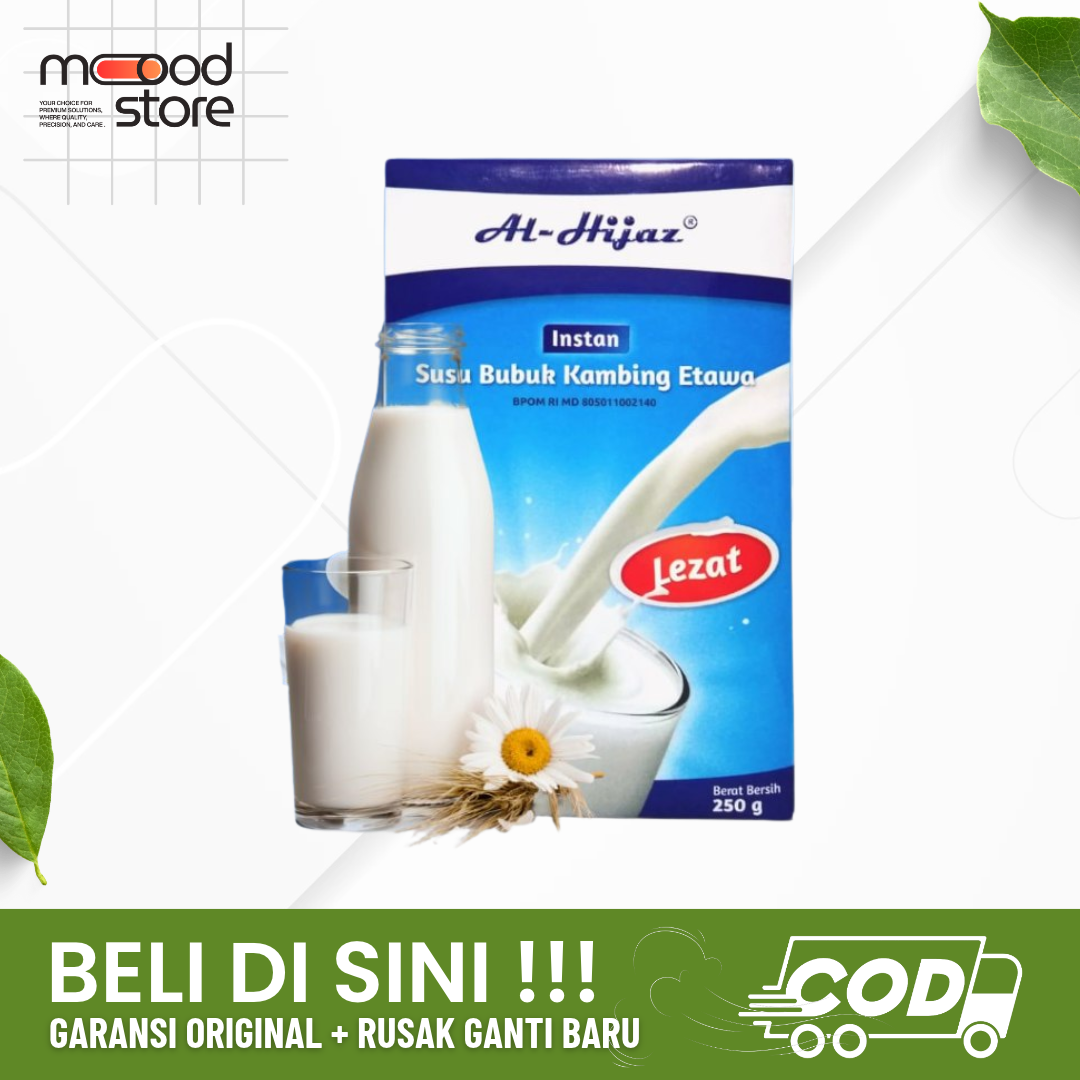 mood
store
YOUR CHOICE FOR
PREMIUM SOLUTIONS,
WHERE QUALITY,
PRECISION, AND CARE.
Al-Hijaz®
Instan
Susu Bubuk Kambing Etawa
BPOM RI MD 805011002140
Lezat
Berat Bersih
250 g
BELI DI SINI !!!
GARANSI ORIGINAL + RUSAK GANTI BARU
COD